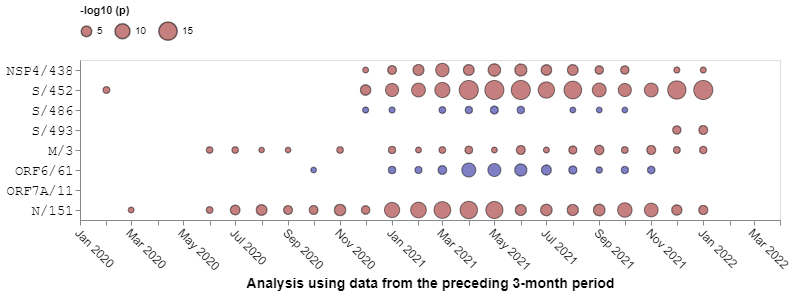 -log10 (p)
5 10 15
NSP4/438
S/452
S/486
S/493
M/3
ORF6/61
ORF7A/11
N/151
Jan 2020 Mar 2020 May 2020 Jul 2020 Sep 2020 Nov 2020 Jan 2021 Mar 2021 May 2021 Jul 2021 Sep 2021 Nov 2021 Jan 2022 Mar 2022
Analysis using data from the preceding 3-month period